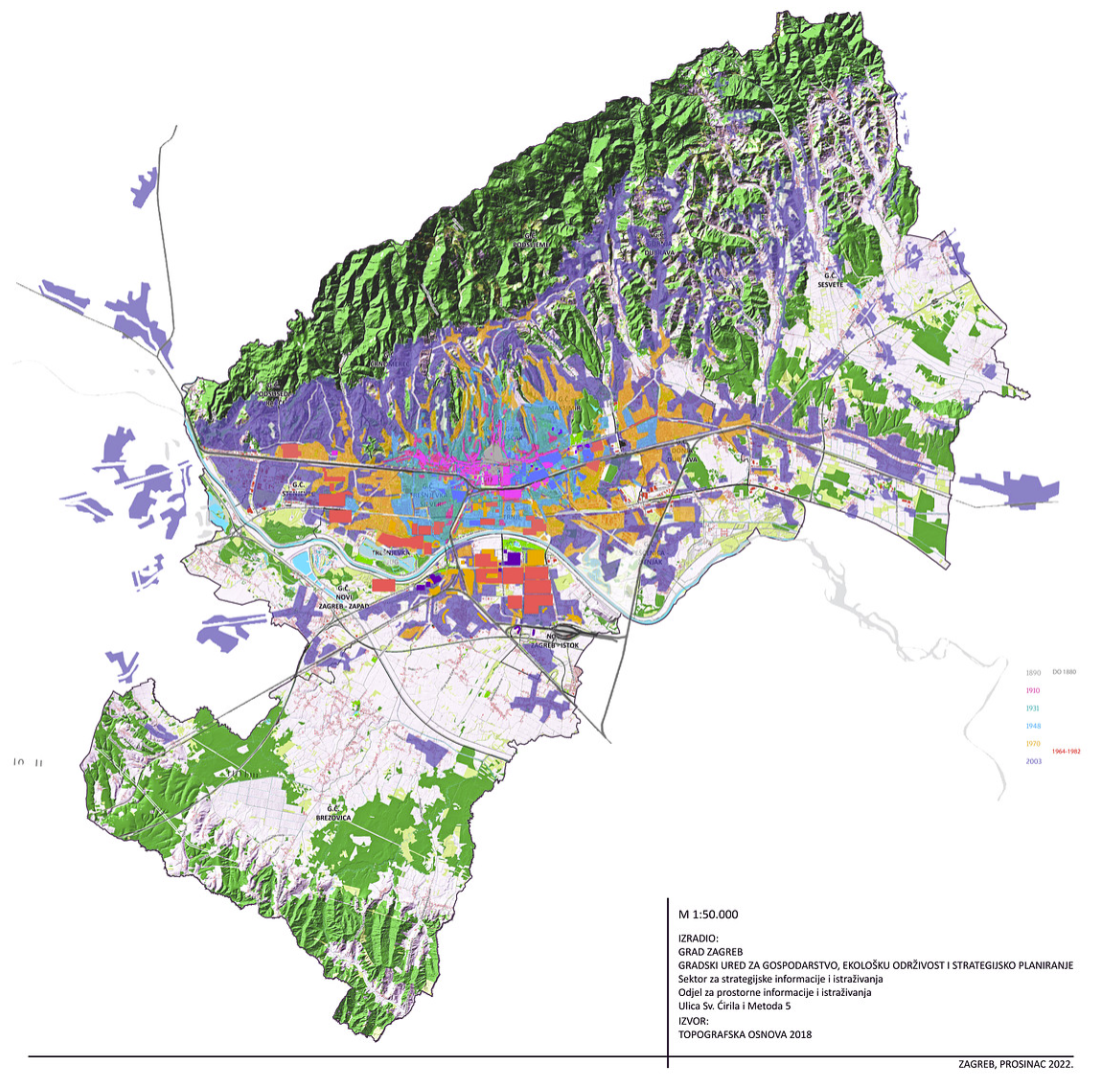 G.Č.
SESVETE
G.Č.
G.Č.
NOVI
ZAGREB - ZAPAD
ZAGREB - ISTOK
G.Č.
BREZOVICA
1890 DO 1880
1910
1931
1948
1970
1964-1982
2003
M 1:50.000
IZRADIO:
GRAD ZAGREB
GRADSKI URED ZA GOSPODARSTVO, EKOLOŠKU ODRŽIVOST I STRATEGIJSKO PLANIRANJE
Sektor za strategijske informacije i istraživanja
Odjel za prostorne informacije i istraživanja
Ulica Sv. Ćirila i Metoda 5
IZVOR:
TOPOGRAFSKA OSNOVA 2018
ZAGREB, PROSINAC 2022.